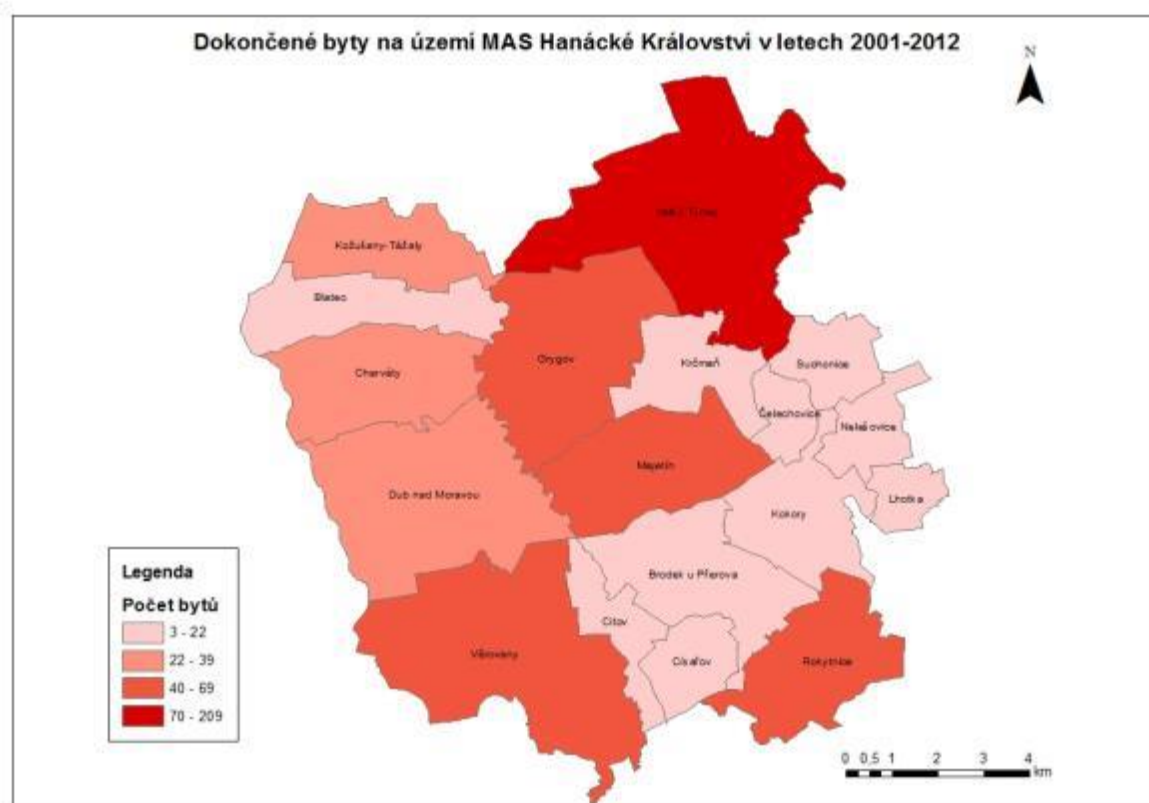 Dokončené byty na území MAS Hanácké Království v letech 2001-2012
N
Kožušany-Tážaly
Blatec
Grygov
Krčmaň
Suchonice
Charváty
Čelechovice
Nelešovice
Majetín
Dub nad Moravou
Lhotka
Kokory
Brodek u Přerova
Citov
Císařov
Věrovany
Rokytnice
Legenda
Počet bytů
3 - 22
22 - 39
40 - 69
70 - 209
0 0,5 1 2 3 4
km